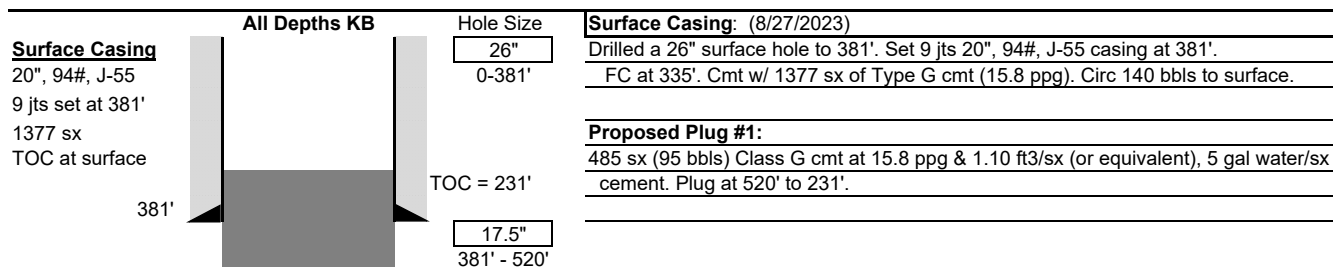 All Depths KB
Surface Casing
20", 94#, J-55
9 jts set at 381'
1377 sx
TOC at surface
381'
TOC = 231'
Hole Size
26"
0-381'
17.5"
381' - 520'
Surface Casing: (8/27/2023)
Drilled a 26" surface hole to 381'. Set 9 jts 20", 94#, J-55 casing at 381'.
FC at 335'. Cmt w/ 1377 sx of Type G cmt (15.8 ppg). Circ 140 bbls to surface.
Proposed Plug #1:
485 sx (95 bbls) Class G cmt at 15.8 ppg & 1.10 ft3/sx (or equivalent), 5 gal water/sx
cement. Plug at 520' to 231'.